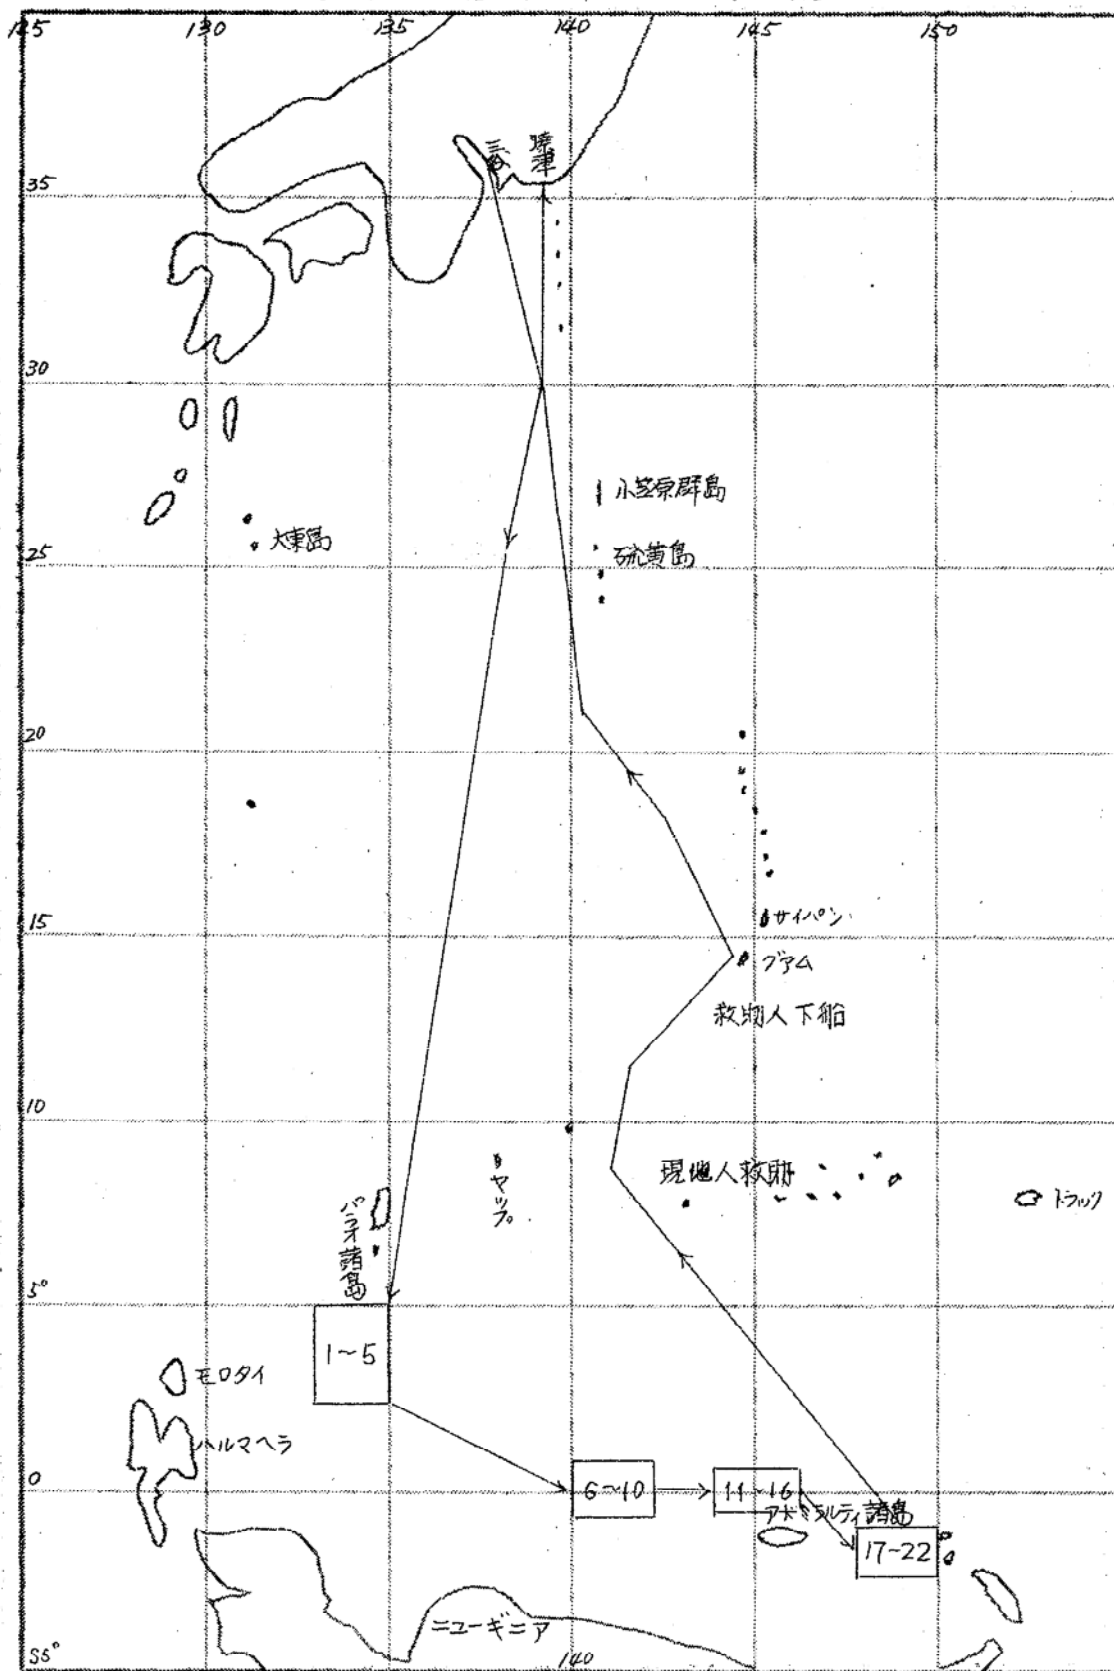 125 130 135 140 145 150
三谷
焼津
35
30
小笠原群島
硫黄島
大東島
25
20
15
サイパン
グアム
救助人下船
10
現地人救助
ヤップ
トラック
パラオ諸島
5°
1~5
モロタイ
ハルマヘラ
0
6~10
11~16
アドミラルティ諸島
17~22
ニューギニア
S5°
140